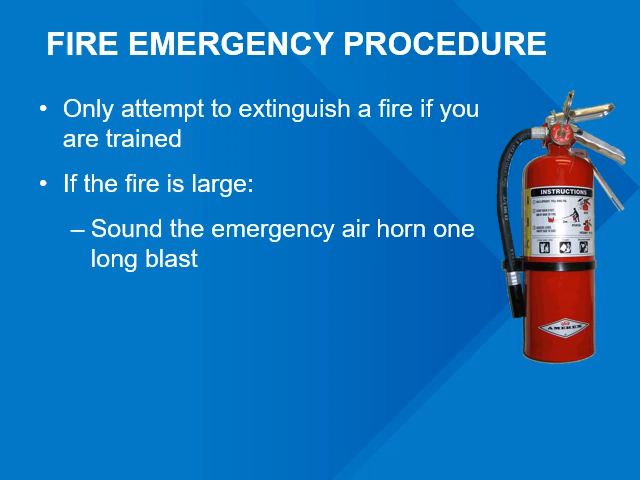 FIRE EMERGENCY PROCEDURE
• Only attempt to extinguish a fire if you
are trained
• If the fire is large:
– Sound the emergency air horn one
long blast
INSTRUCTIONS
AMEREX